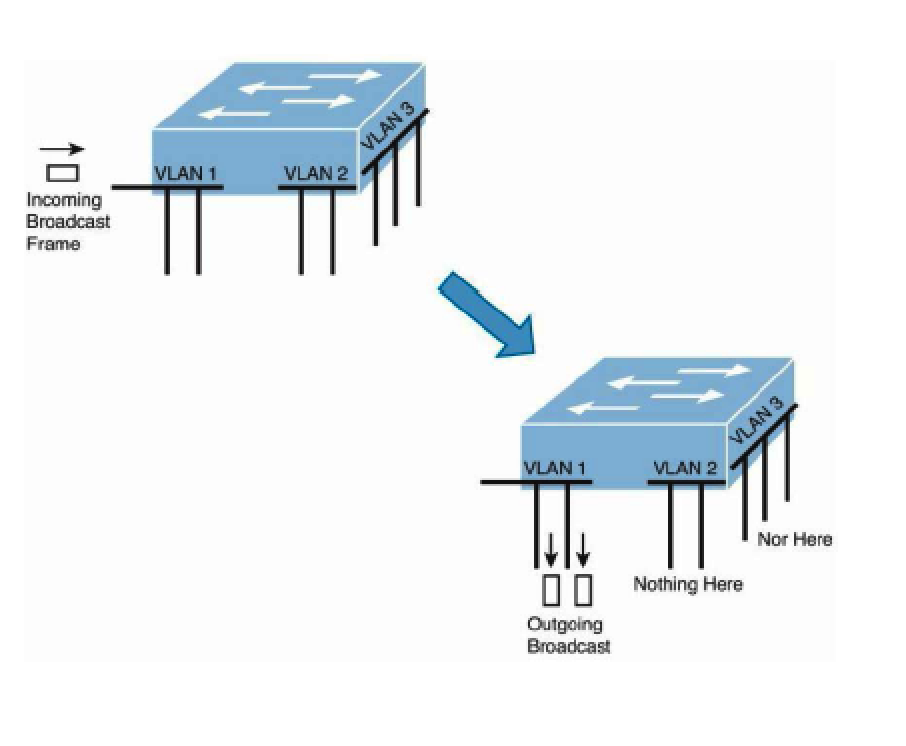 VLAN 3
VLAN 1
VLAN 2
Incoming
Broadcast
Frame
VLAN 3
VLAN 1
VLAN 2
Nor Here
Nothing Here
Outgoing
Broadcast